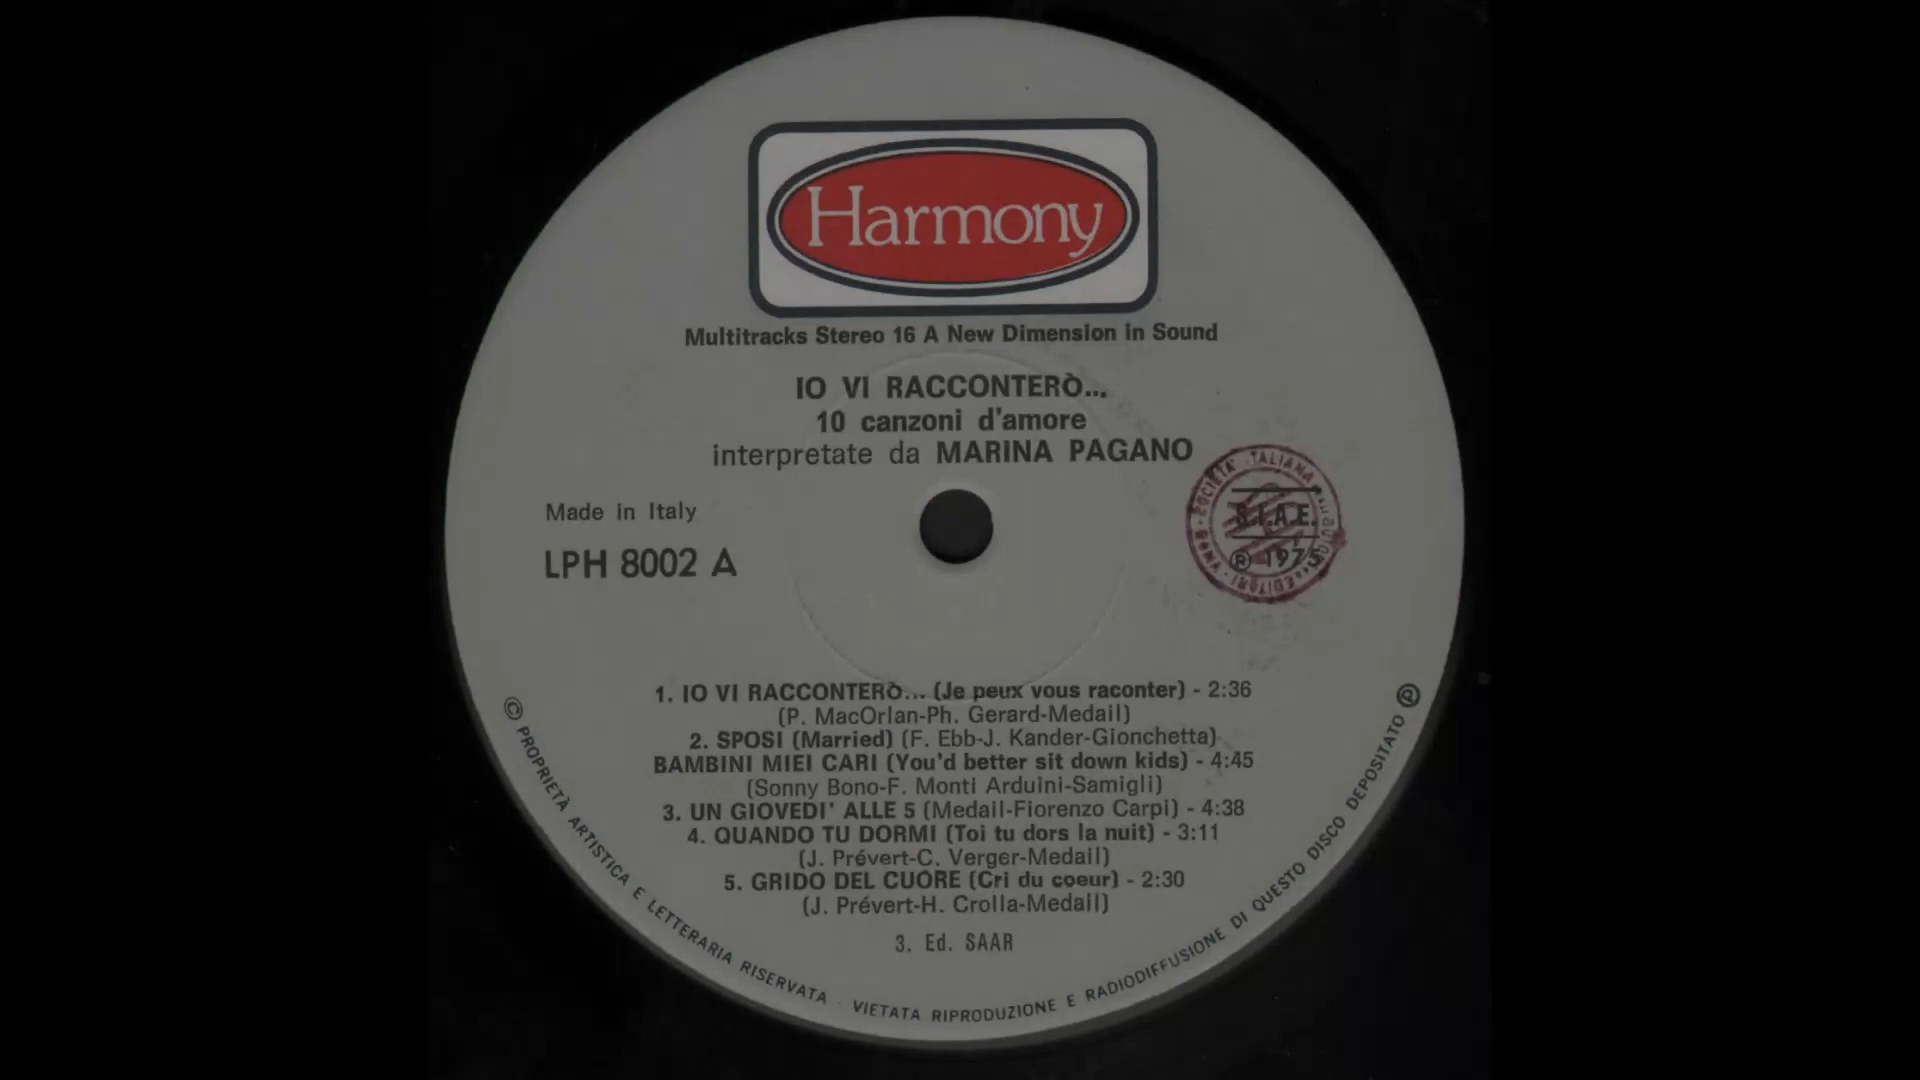 Harmony
Multitracks Stereo 16 A New Dimension in Sound
IO VI RACCONTERÒ...
10 canzoni d'amore
interpretate da MARINA PAGANO
Made in Italy
LPH 8002 A
SOCIETÀ ITALIANA
S.I.A.E.
Ⓟ 1975
EDITORI
ROMA
1. IO VI RACCONTERÒ... (Je peux vous raconter) - 2:36
(P. MacOrlan-Ph. Gerard-Medail)
2. SPOSI (Married) (F. Ebb-J. Kander-Gionchetta)
BAMBINI MIEI CARI (You'd better sit down kids) - 4:45
(Sonny Bono-F. Monti Arduini-Samigli)
3. UN GIOVEDI' ALLE 5 (Medail-Fiorenzo Carpi) - 4:38
4. QUANDO TU DORMI (Toi tu dors la nuit) - 3:11
(J. Prévert-C. Verger-Medail)
5. GRIDO DEL CUORE (Cri du coeur) - 2:30
(J. Prévert-H. Crolla-Medail)
3. Ed. SAAR
© PROPRIETÀ ARTISTICA E LETTERARIA RISERVATA · VIETATA RIPRODUZIONE E RADIODIFFUSIONE DI QUESTO DISCO DEPOSITATO Ⓟ